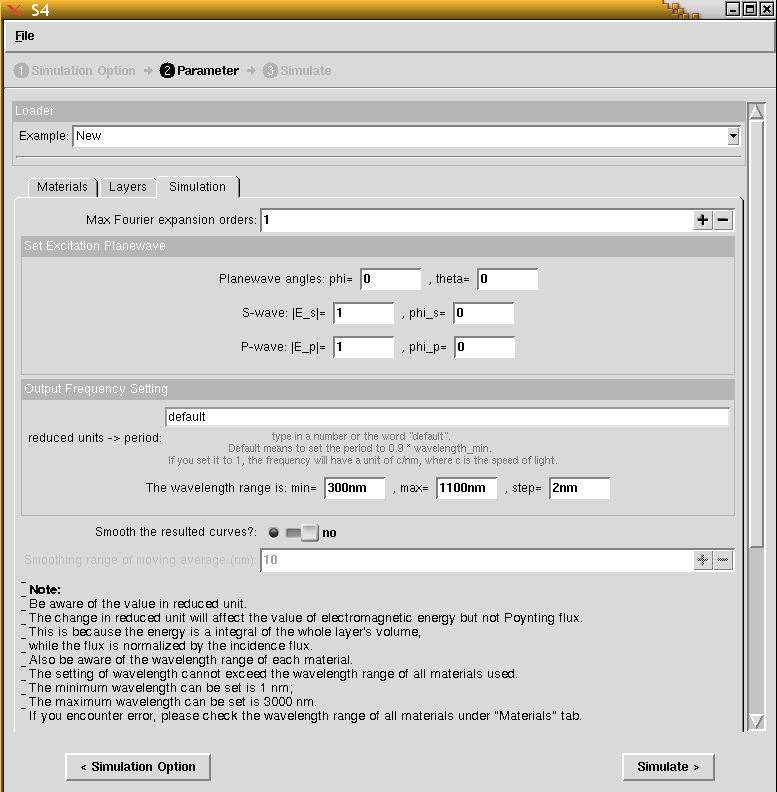 S4
File
1 Simulation Option → 2 Parameter → 3 Simulate
Loader
Example: New
Materials Layers Simulation
Max Fourier expansion orders: 1 + −
Set Excitation Planewave
Planewave angles: phi= 0 , theta= 0
S-wave: |E_s|= 1 , phi_s= 0
P-wave: |E_p|= 1 , phi_p= 0
Output Frequency Setting
default
reduced units -> period:
type in a number or the word "default".
Default means to set the period to 0.9 * wavelength_min.
If you set it to 1, the frequency will have a unit of c/nm, where c is the speed of light.
The wavelength range is: min= 300nm , max= 1100nm , step= 2nm
Smooth the resulted curves?: no
Smoothing range of moving average (nm): 10 + −
Note:
Be aware of the value in reduced unit.
The change in reduced unit will affect the value of electromagnetic energy but not Poynting flux.
This is because the energy is a integral of the whole layer's volume,
while the flux is normalized by the incidence flux.
Also be aware of the wavelength range of each material.
The setting of wavelength cannot exceed the wavelength range of all materials used.
The minimum wavelength can be set is 1 nm;
The maximum wavelength can be set is 3000 nm.
If you encounter error, please check the wavelength range of all materials under "Materials" tab.
< Simulation Option
Simulate >